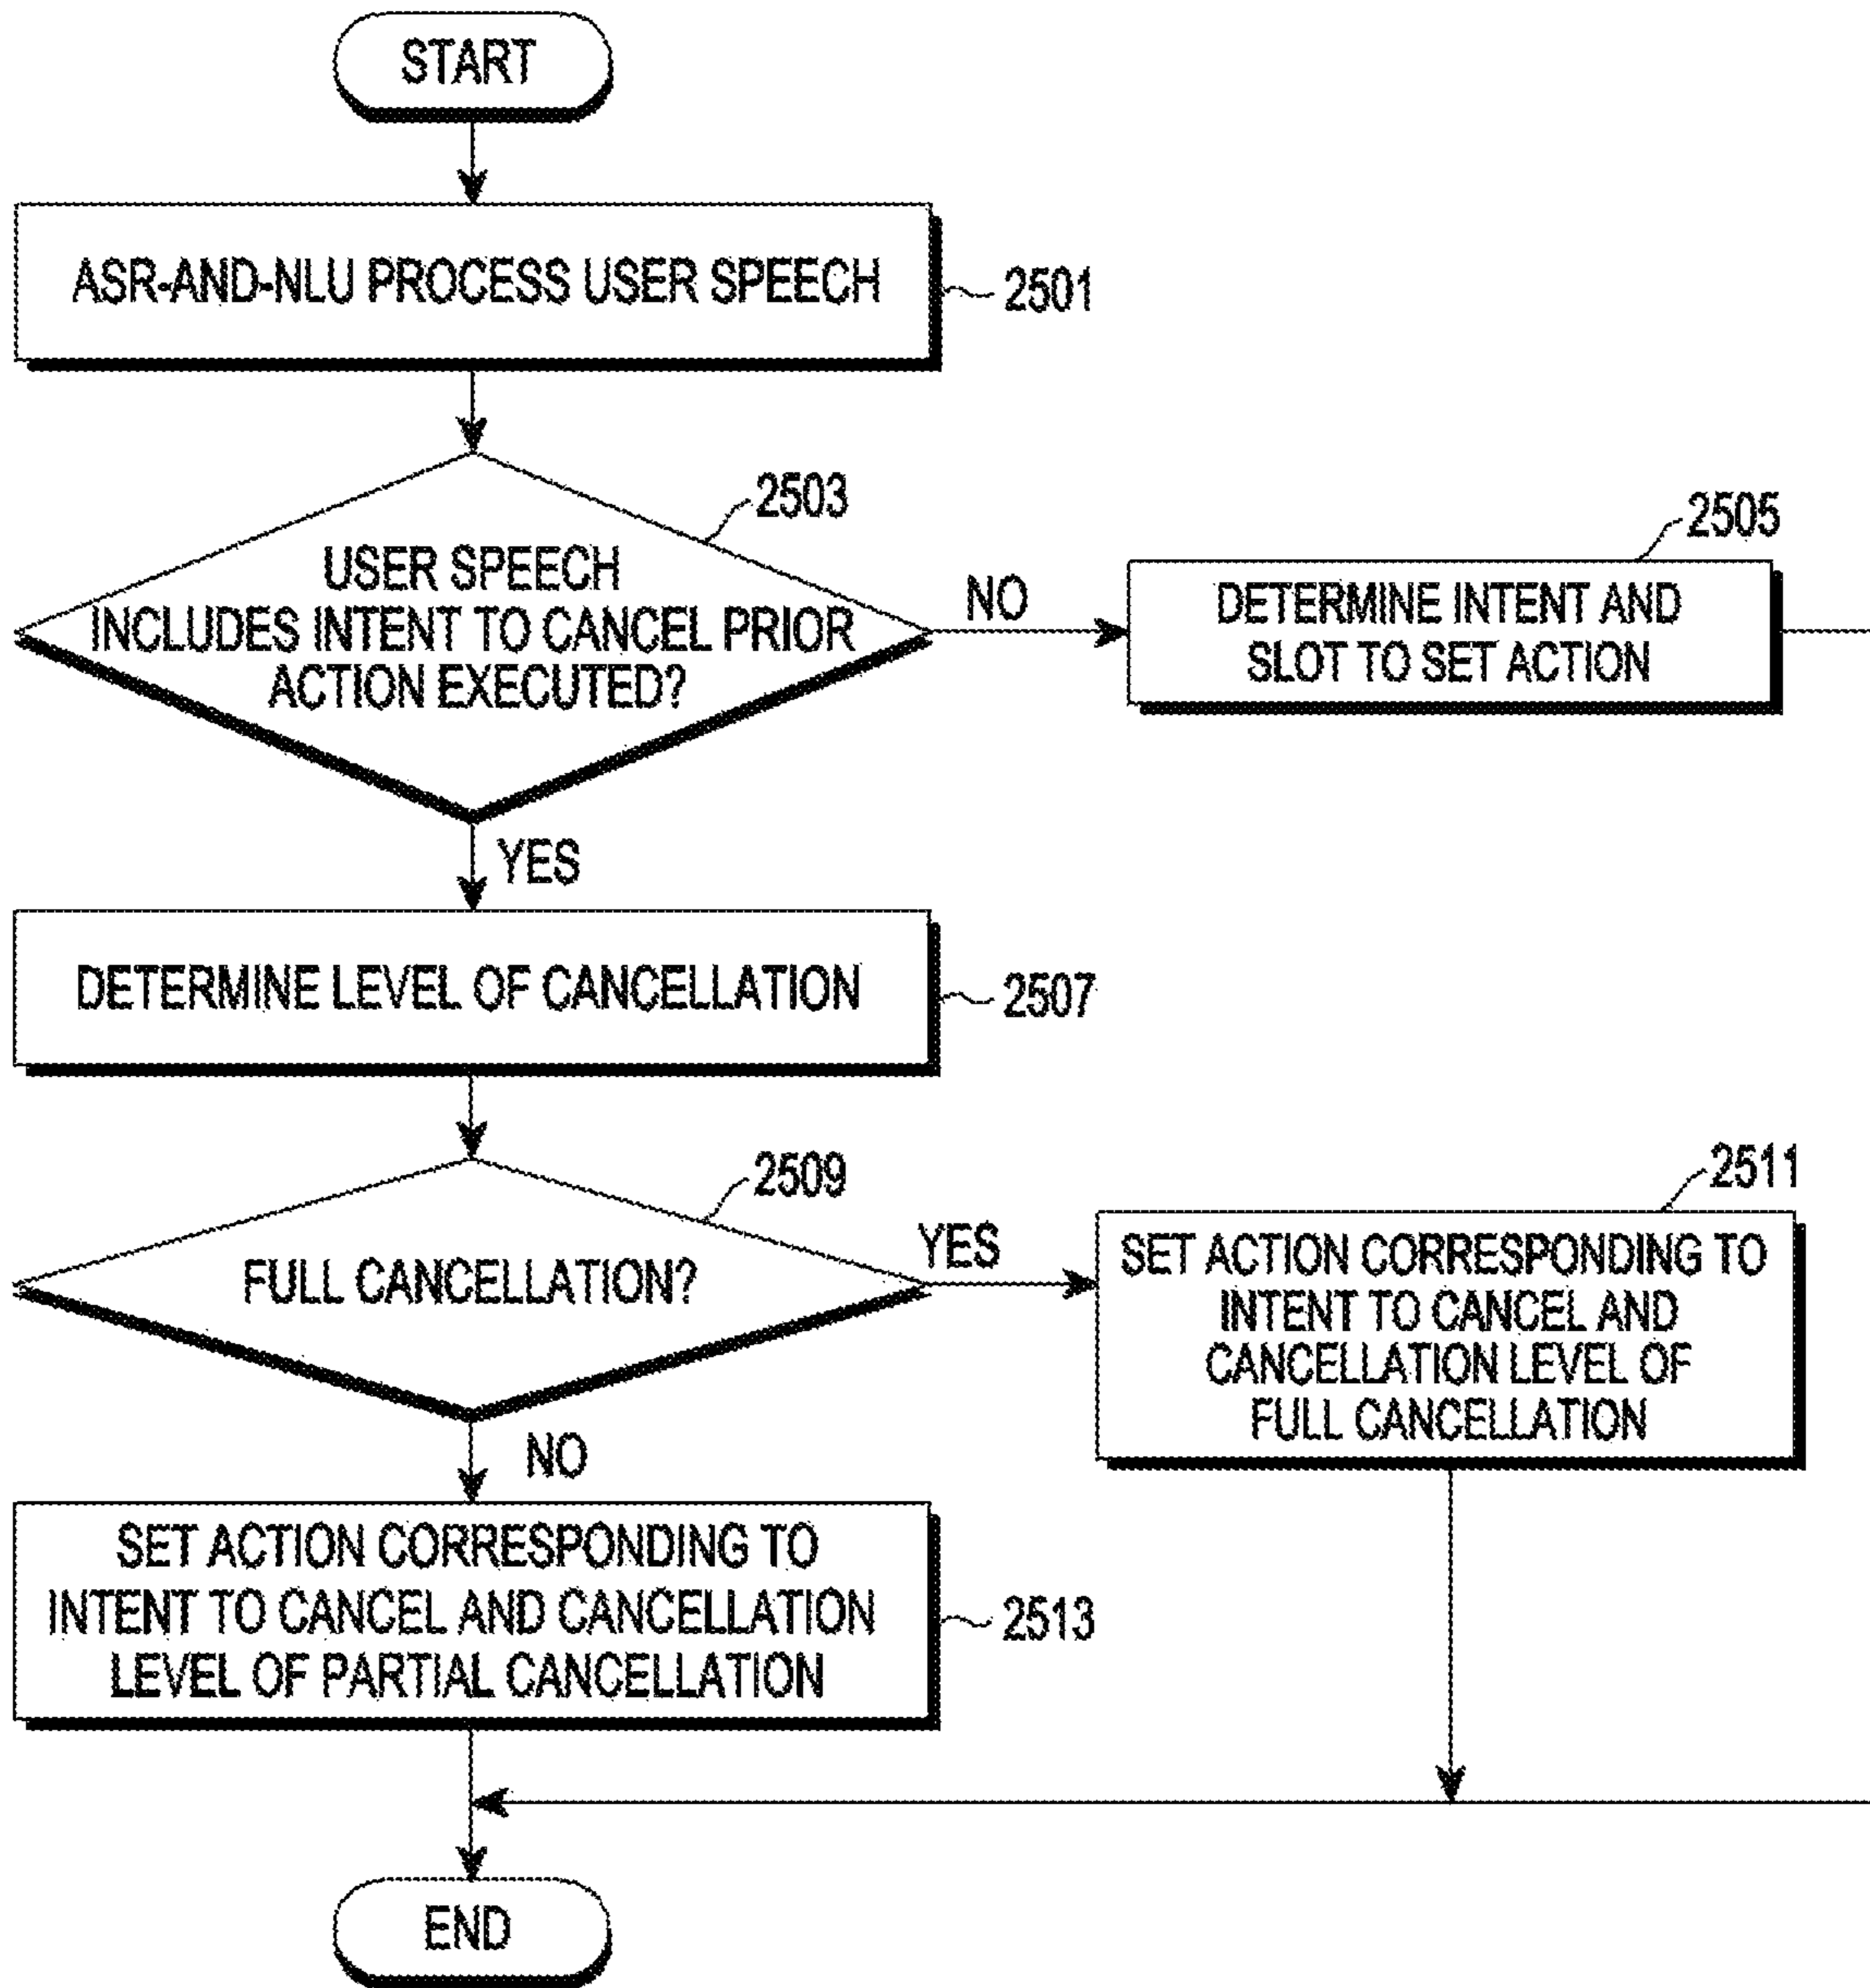 START
ASR-AND-NLU PROCESS USER SPEECH
2501
2503
USER SPEECH
INCLUDES INTENT TO CANCEL PRIOR
ACTION EXECUTED?
NO
2505
DETERMINE INTENT AND
SLOT TO SET ACTION
YES
DETERMINE LEVEL OF CANCELLATION
2507
2509
FULL CANCELLATION?
YES
2511
SET ACTION CORRESPONDING TO
INTENT TO CANCEL AND
CANCELLATION LEVEL OF
FULL CANCELLATION
NO
SET ACTION CORRESPONDING TO
INTENT TO CANCEL AND CANCELLATION
LEVEL OF PARTIAL CANCELLATION
2513
END